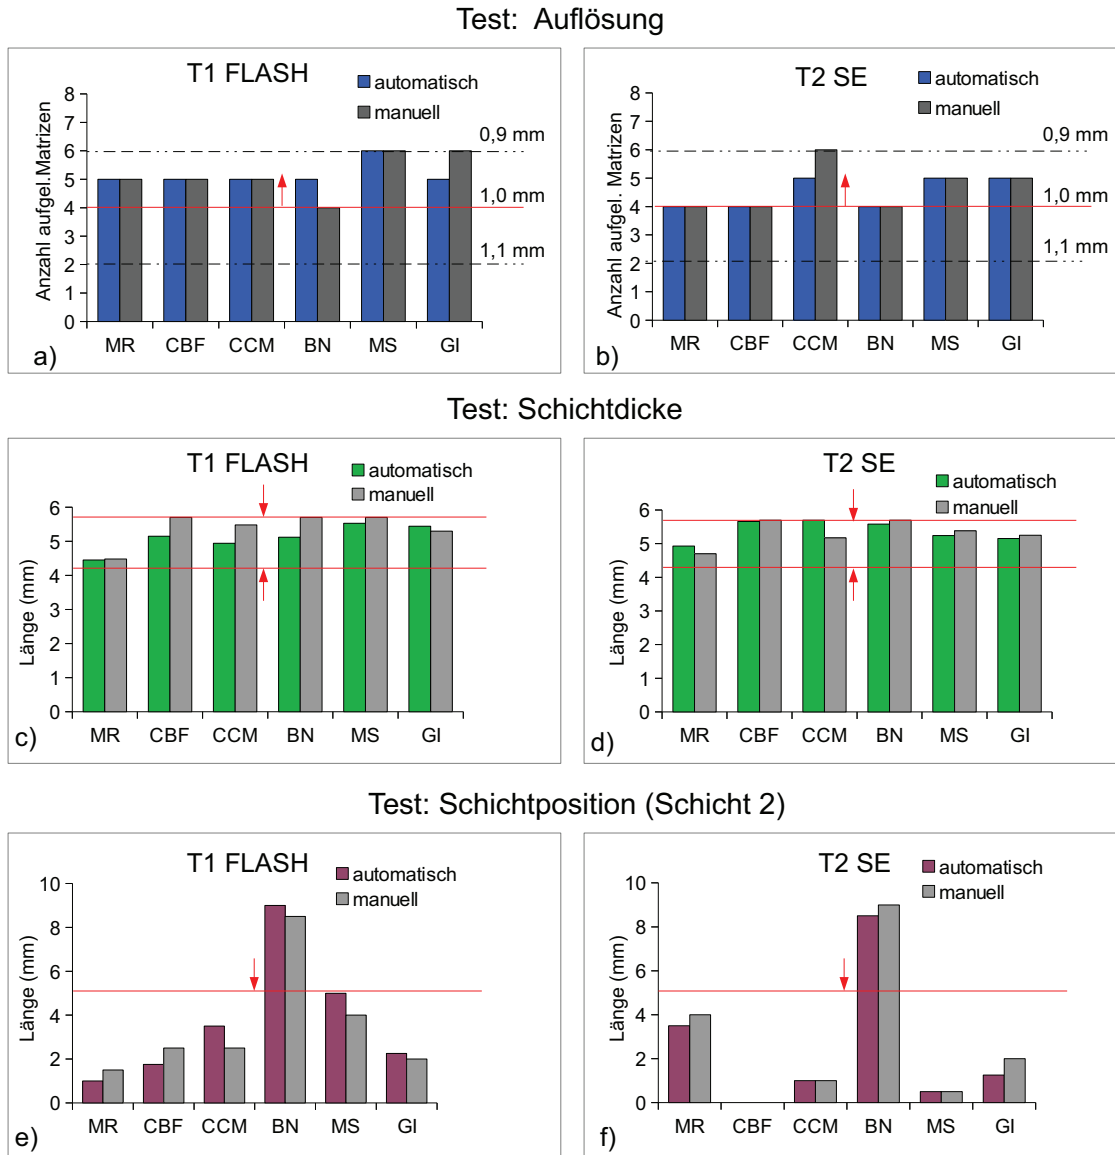 Test:  Auflösung
T1 FLASH
automatisch
manuell
Anzahl aufgel.Matrizen
8
7
6
5
4
3
2
1
0
0,9 mm
1,0 mm
1,1 mm
MR CBF CCM BN MS GI
a)
T2 SE
automatisch
manuell
Anzahl aufgel. Matrizen
8
7
6
5
4
3
2
1
0
0,9 mm
1,0 mm
1,1 mm
MR CBF CCM BN MS GI
b)
Test: Schichtdicke
T1 FLASH
automatisch
manuell
Länge (mm)
6
5
4
3
2
1
0
MR CBF CCM BN MS GI
c)
T2 SE
automatisch
manuell
Länge (mm)
6
5
4
3
2
1
0
MR CBF CCM BN MS GI
d)
Test: Schichtposition (Schicht 2)
T1 FLASH
automatisch
manuell
Länge (mm)
10
8
6
4
2
0
MR CBF CCM BN MS GI
e)
T2 SE
automatisch
manuell
Länge (mm)
10
8
6
4
2
0
MR CBF CCM BN MS GI
f)